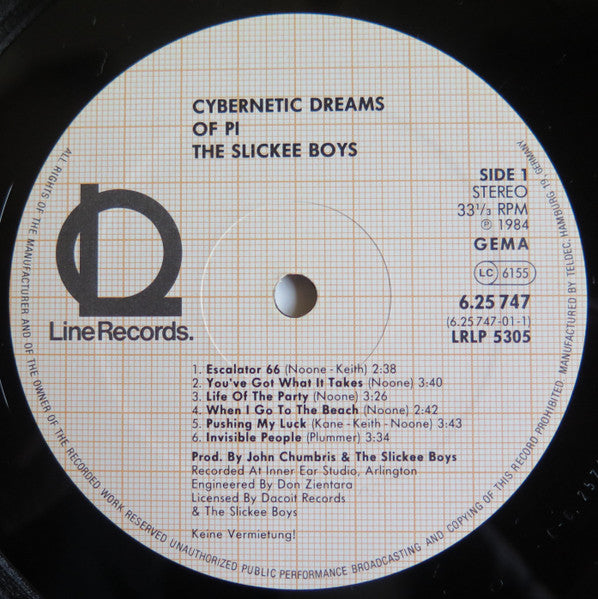 CYBERNETIC DREAMS
OF PI
THE SLICKEE BOYS
SIDE 1
STEREO
33 1/3 RPM
Ⓟ 1984
GEMA
LC 6155
6.25 747
(6.25 747-01-1)
LRLP 5305
Line Records.
1. Escalator 66 (Noone - Keith) 2:38
2. You've Got What It Takes (Noone) 3:40
3. Life Of The Party (Noone) 3:26
4. When I Go To The Beach (Noone) 2:42
5. Pushing My Luck (Kane - Keith - Noone) 3:43
6. Invisible People (Plummer) 3:34
Prod. By John Chumbris & The Slickee Boys
Recorded At Inner Ear Studio, Arlington
Engineered By Don Zientara
Licensed By Dacoit Records
& The Slickee Boys
Keine Vermietung!
ALL RIGHTS OF THE MANUFACTURER AND OF THE OWNER OF THE RECORDED WORK RESERVED UNAUTHORIZED PUBLIC PERFORMANCE BROADCASTING AND COPYING OF THIS RECORD PROHIBITED. MANUFACTURED BY TELDEC, HAMBURG 19, GERMANY